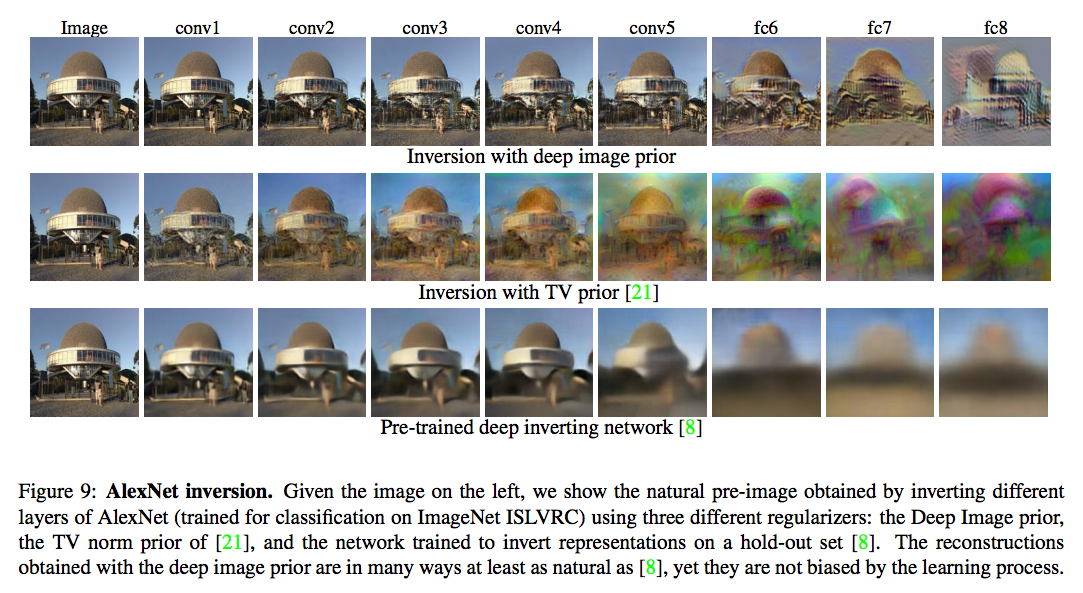 Image conv1 conv2 conv3 conv4 conv5 fc6 fc7 fc8
Inversion with deep image prior
Inversion with TV prior [21]
Pre-trained deep inverting network [8]
Figure 9: AlexNet inversion. Given the image on the left, we show the natural pre-image obtained by inverting different
layers of AlexNet (trained for classification on ImageNet ISLVRC) using three different regularizers: the Deep Image prior,
the TV norm prior of [21], and the network trained to invert representations on a hold-out set [8]. The reconstructions
obtained with the deep image prior are in many ways at least as natural as [8], yet they are not biased by the learning process.